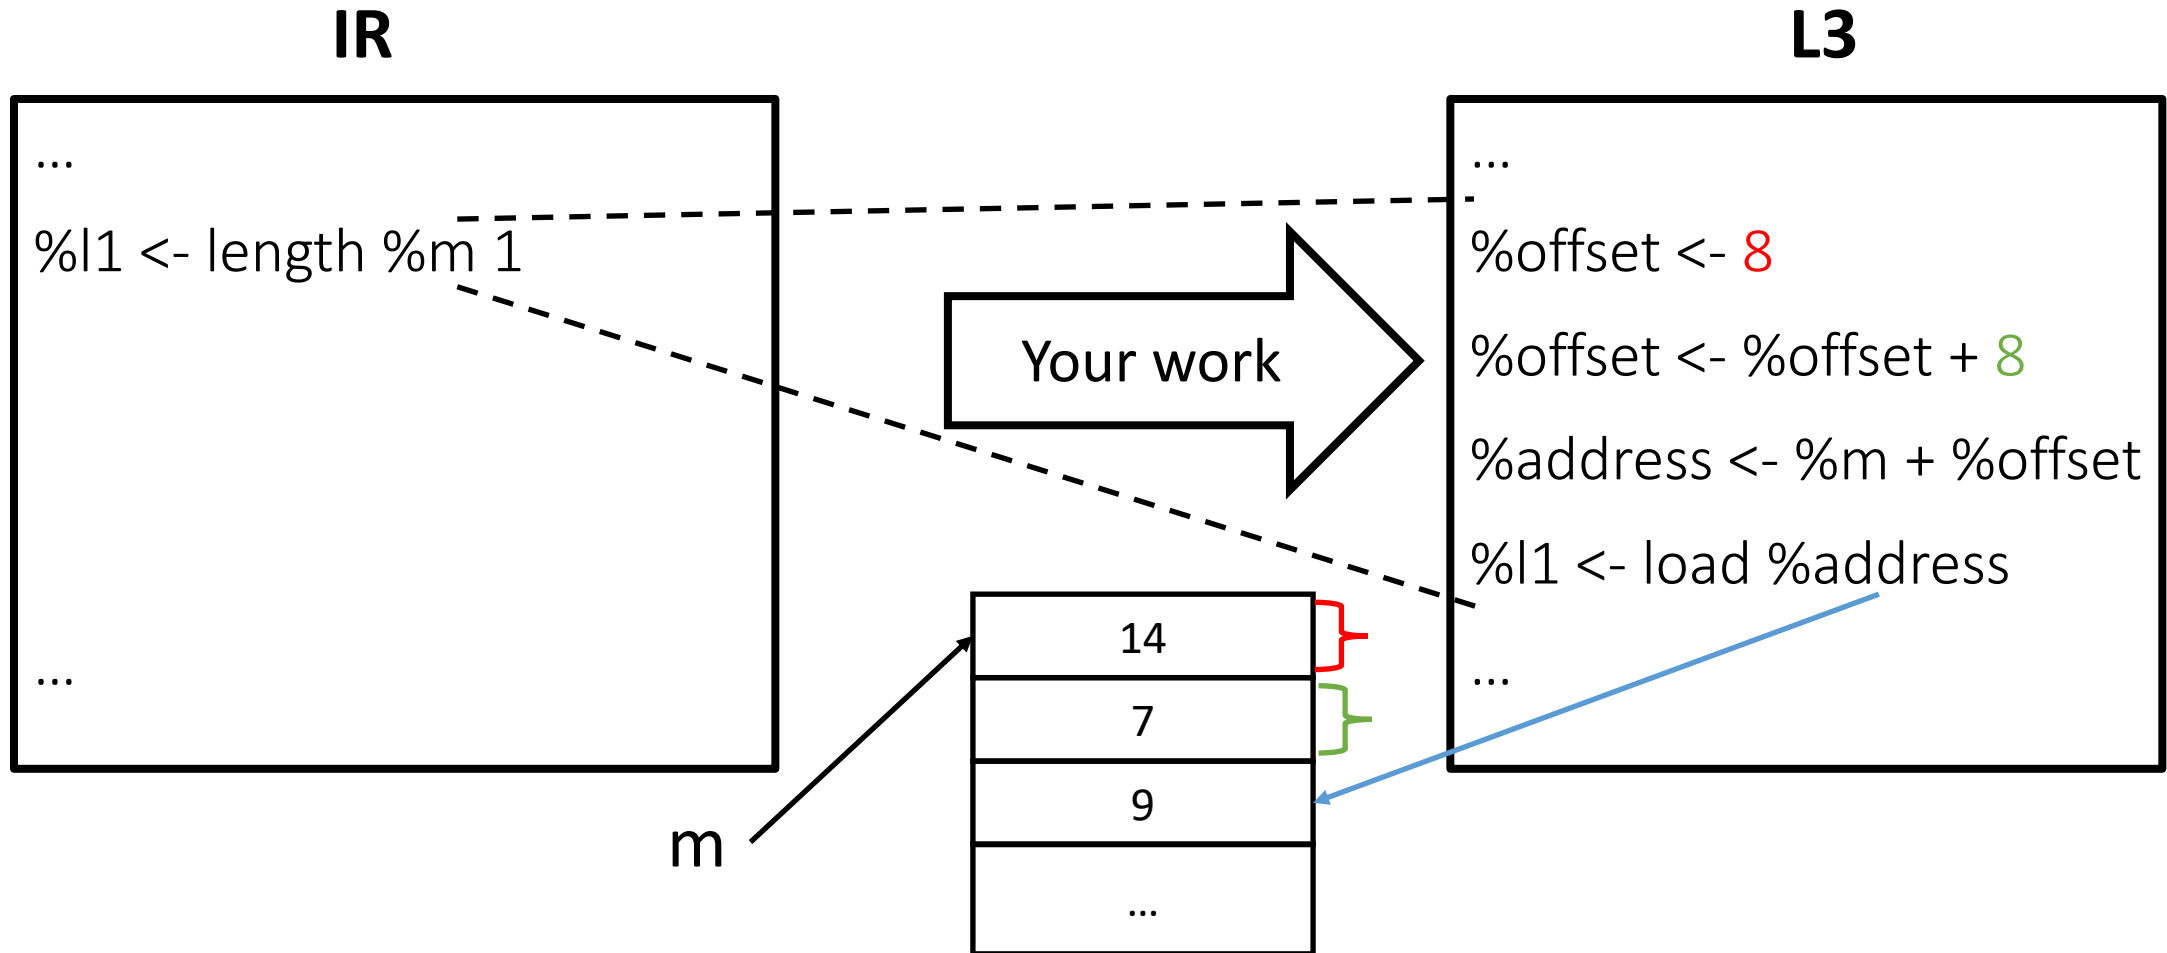 IR
...
%l1 <- length %m 1
...
Your work
L3
...
%offset <- 8
%offset <- %offset + 8
%address <- %m + %offset
%l1 <- load %address
...
m
14
7
9
...